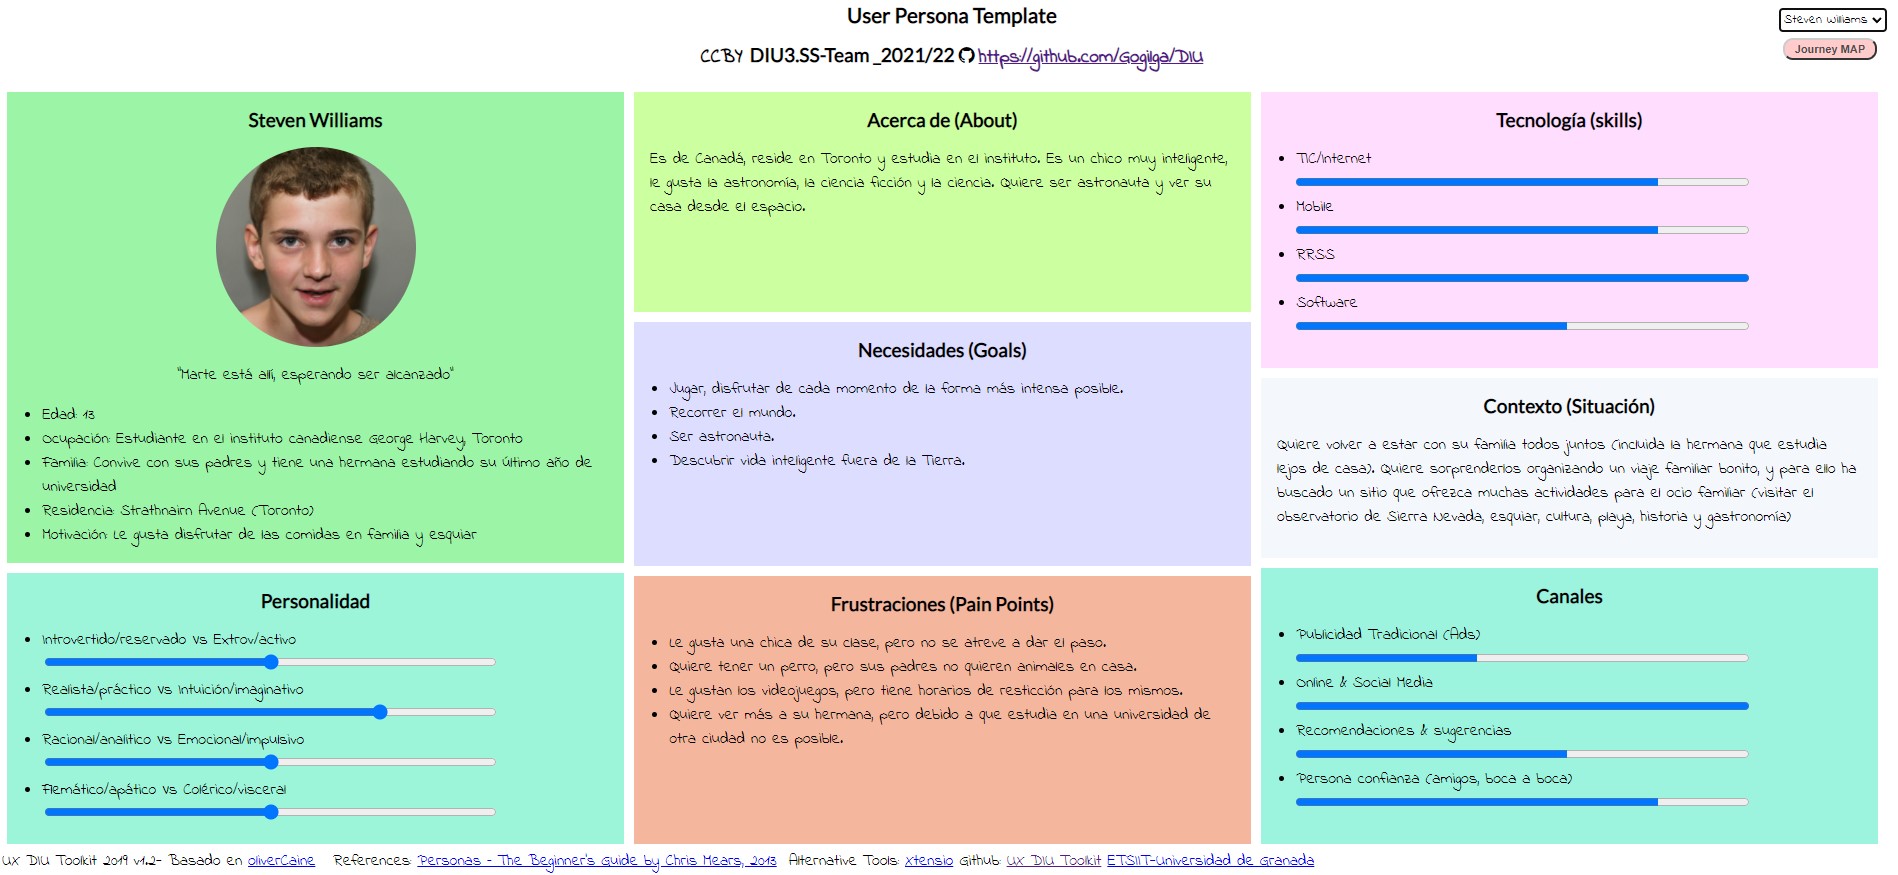 User Persona Template
CCBY DIU3.SS-Team _2021/22 https://github.com/Gogilga/DIU
Steven Williams
Journey MAP
Steven Williams
"Marte está allí, esperando ser alcanzado"
Edad: 13
Ocupación: Estudiante en el instituto canadiense George Harvey, Toronto
Familia: Convive con sus padres y tiene una hermana estudiando su último año de
universidad
Residencia: Strathnairn Avenue (Toronto)
Motivación: Le gusta disfrutar de las comidas en familia y esquiar
Personalidad
Introvertido/reservado Vs Extrov/activo
Realista/práctico Vs Intuición/imaginativo
Racional/analítico Vs Emocional/impulsivo
Flemático/apático Vs Colérico/visceral
Acerca de (About)
Es de Canadá, reside en Toronto y estudia en el instituto. Es un chico muy inteligente,
le gusta la astronomía, la ciencia ficción y la ciencia. Quiere ser astronauta y ver su
casa desde el espacio.
Necesidades (Goals)
Jugar, disfrutar de cada momento de la forma más intensa posible.
Recorrer el mundo.
Ser astronauta.
Descubrir vida inteligente fuera de la Tierra.
Frustraciones (Pain Points)
Le gusta una chica de su clase, pero no se atreve a dar el paso.
Quiere tener un perro, pero sus padres no quieren animales en casa.
Le gustan los videojuegos, pero tiene horarios de resticción para los mismos.
Quiere ver más a su hermana, pero debido a que estudia en una universidad de
otra ciudad no es posible.
Tecnología (skills)
TIC/Internet
Mobile
RRSS
Software
Contexto (Situación)
Quiere volver a estar con su familia todos juntos (incluida la hermana que estudia
lejos de casa). Quiere sorprenderlos organizando un viaje familiar bonito, y para ello ha
buscado un sitio que ofrezca muchas actividades para el ocio familiar (visitar el
observatorio de Sierra Nevada, esquiar, cultura, playa, historia y gastronomía)
Canales
Publicidad Tradicional (Ads)
Online & Social Media
Recomendaciones & sugerencias
Persona confianza (amigos, boca a boca)
UX DIU Toolkit 2019 v1.2- Basado en oliverCaine References: Personas - The Beginner's Guide by Chris Mears, 2013 Alternative Tools: Xtensio Github: UX DIU Toolkit ETSIIT-Universidad de Granada